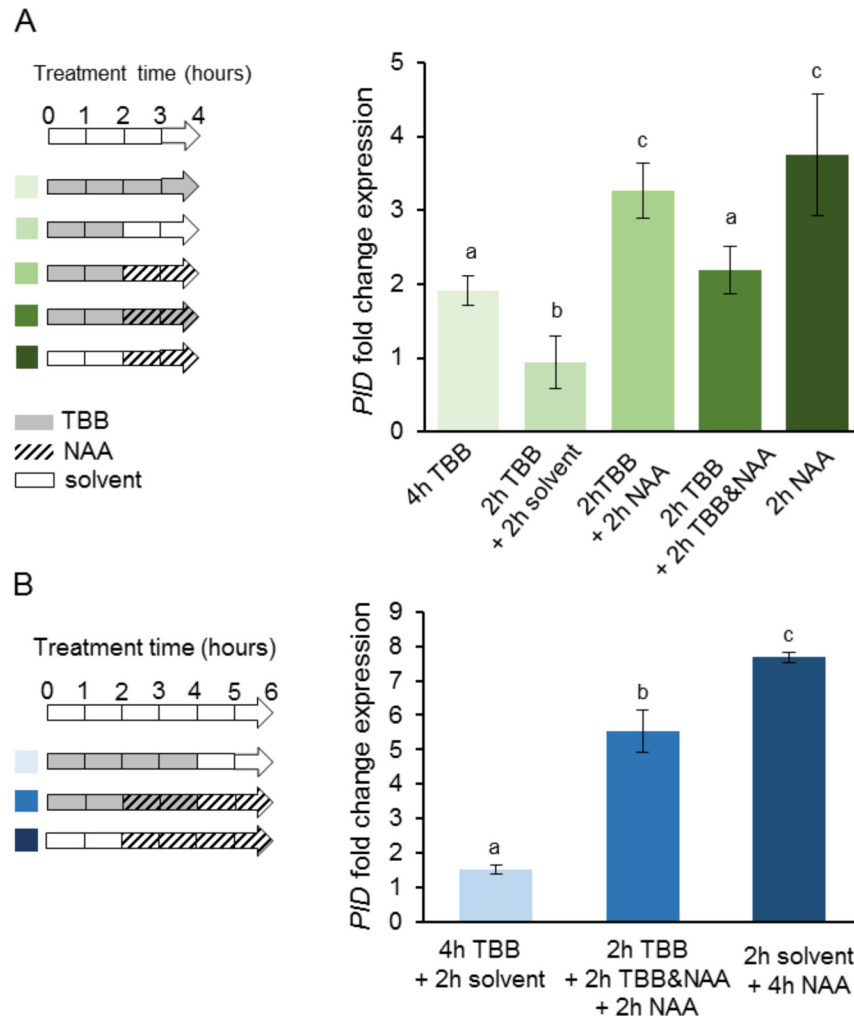 A
Treatment time (hours)
0 1 2 3 4
TBB
NAA
solvent
PID fold change expression
5
4
3
2
1
0
a
b
c
a
c
4h TBB
2h TBB
+ 2h solvent
2hTBB
+ 2h NAA
2h TBB
+ 2h TBB&NAA
2h NAA
B
Treatment time (hours)
0 1 2 3 4 5 6
PID fold change expression
9
8
7
6
5
4
3
2
1
0
a
b
c
4h TBB
+ 2h solvent
2h TBB
+ 2h TBB&NAA
+ 2h NAA
2h solvent
+ 4h NAA